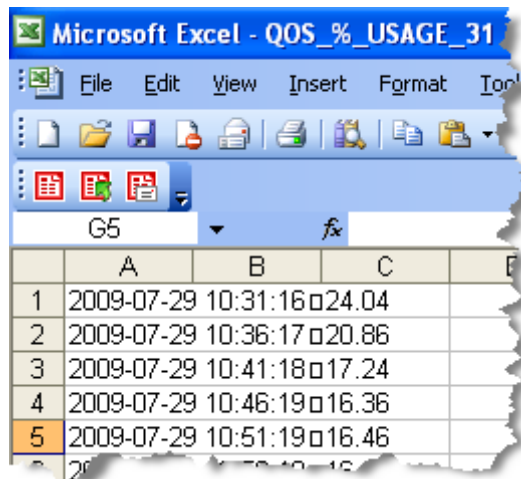 Microsoft Excel - QOS_%_USAGE_31
File Edit View Insert Format
G5 fx
A B C
1 2009-07-29 10:31:16▯24.04
2 2009-07-29 10:36:17▯20.86
3 2009-07-29 10:41:18▯17.24
4 2009-07-29 10:46:19▯16.36
5 2009-07-29 10:51:19▯16.46